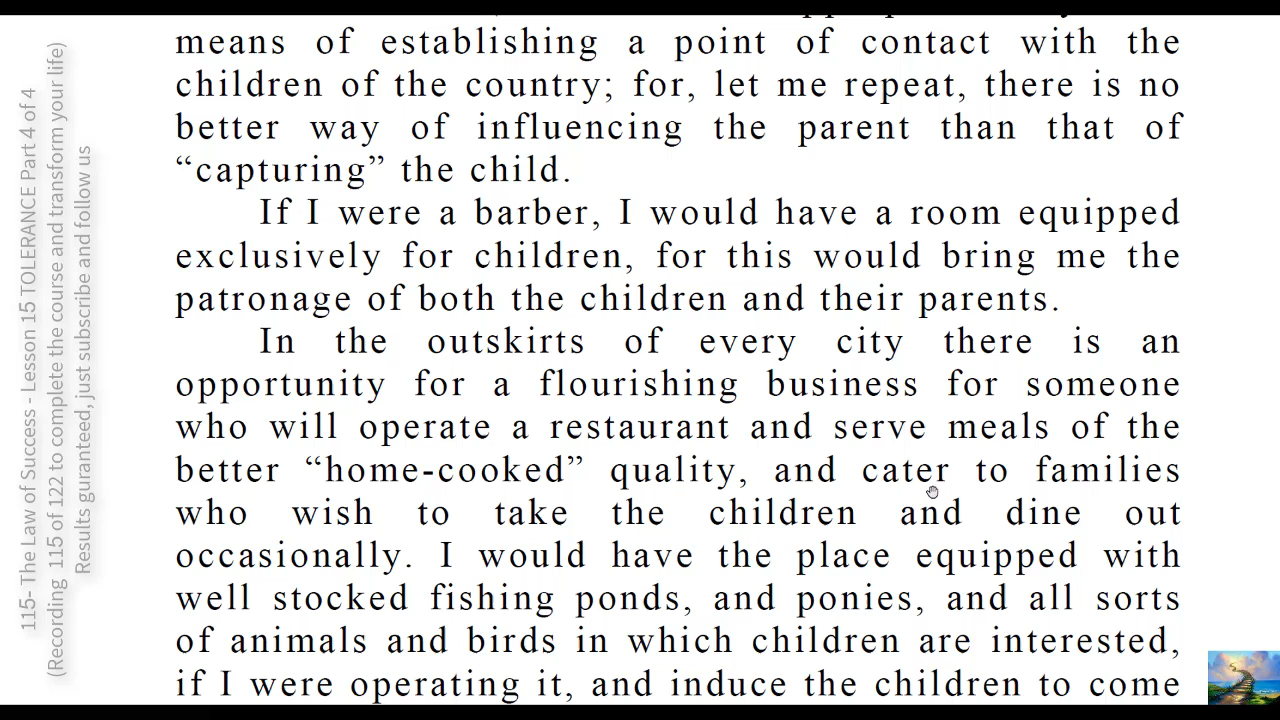 means of establishing a point of contact with the
children of the country; for, let me repeat, there is no
better way of influencing the parent than that of
“capturing” the child.
If I were a barber, I would have a room equipped
exclusively for children, for this would bring me the
patronage of both the children and their parents.
In the outskirts of every city there is an
opportunity for a flourishing business for someone
who will operate a restaurant and serve meals of the
better “home-cooked” quality, and cater to families
who wish to take the children and dine out
occasionally. I would have the place equipped with
well stocked fishing ponds, and ponies, and all sorts
of animals and birds in which children are interested,
if I were operating it, and induce the children to come
115- The Law of Success - Lesson 15 TOLERANCE Part 4 of 4
(Recording 115 of 122 to complete the course and transform your life)
Results guranteed, just subscribe and follow us